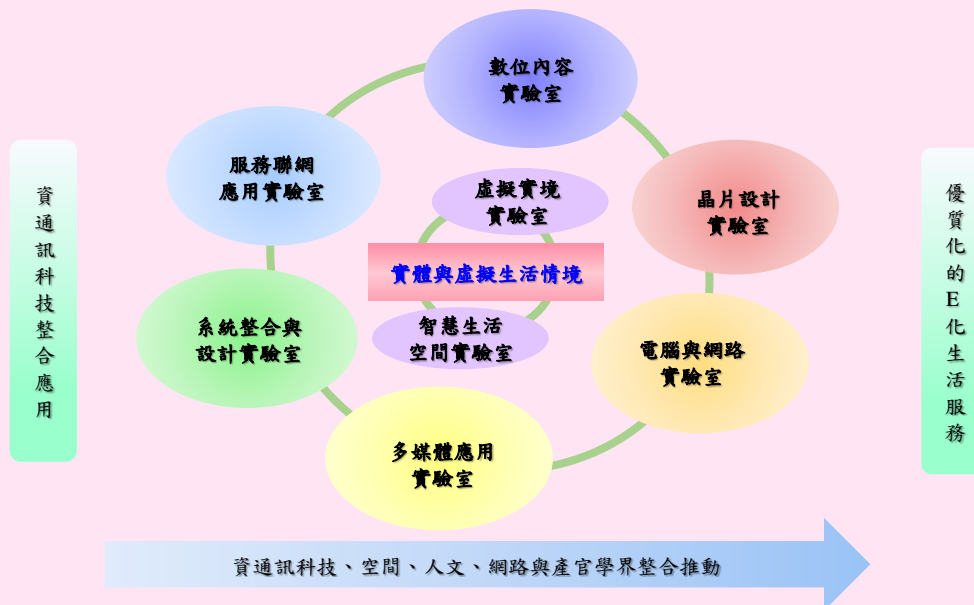 數位內容
實驗室
服務聯網
應用實驗室
虛擬實境
實驗室
晶片設計
實驗室
資通訊科技整合應用
實體與虛擬生活情境
優質化的E化生活服務
系統整合與
設計實驗室
智慧生活
空間實驗室
電腦與網路
實驗室
多媒體應用
實驗室
資通訊科技、空間、人文、網路與產官學界整合推動